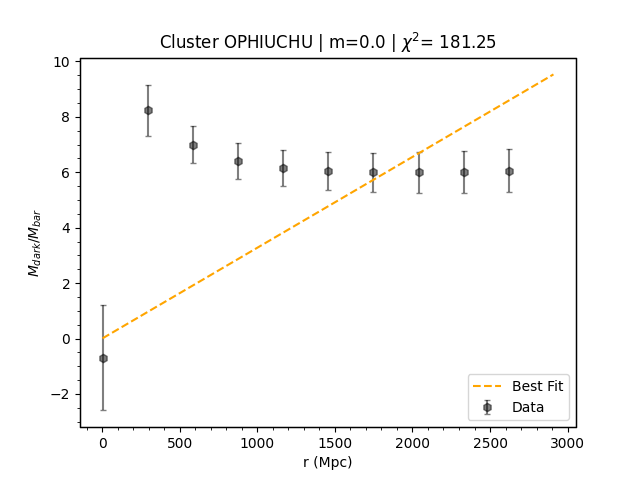 Cluster OPHIUCHU | m=0.0 | χ²= 181.25
10
8
6
4
2
0
−2
M_dark/M_bar
0
500
1000
1500
2000
2500
3000
r (Mpc)
Best Fit
Data